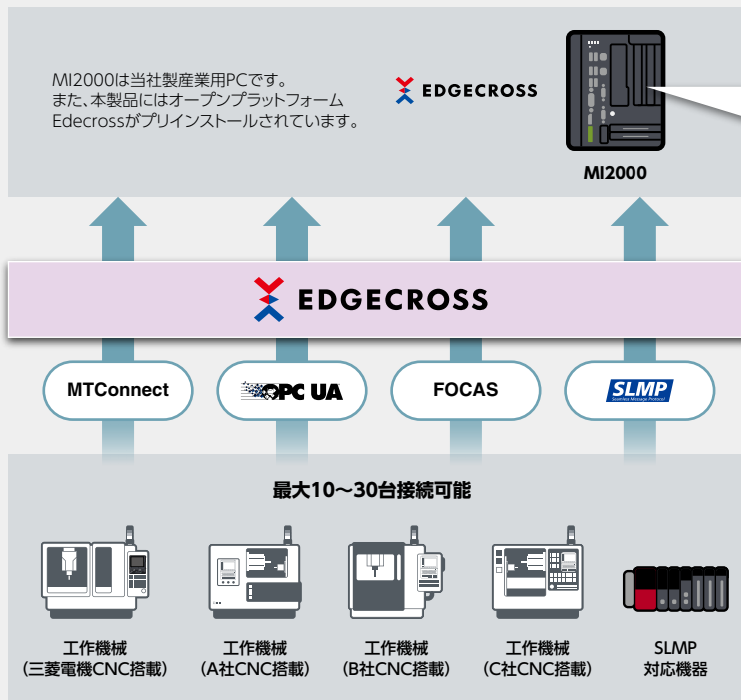 MI2000は当社製産業用PCです。
また、本製品にはオープンプラットフォーム
Edecrossがプリインストールされています。
EDGECROSS
MI2000
EDGECROSS
MTConnect
OPC UA
FOCAS
SLMP
Seamless Message Protocol
最大10～30台接続可能
工作機械
（三菱電機CNC搭載）
工作機械
（A社CNC搭載）
工作機械
（B社CNC搭載）
工作機械
（C社CNC搭載）
SLMP
対応機器